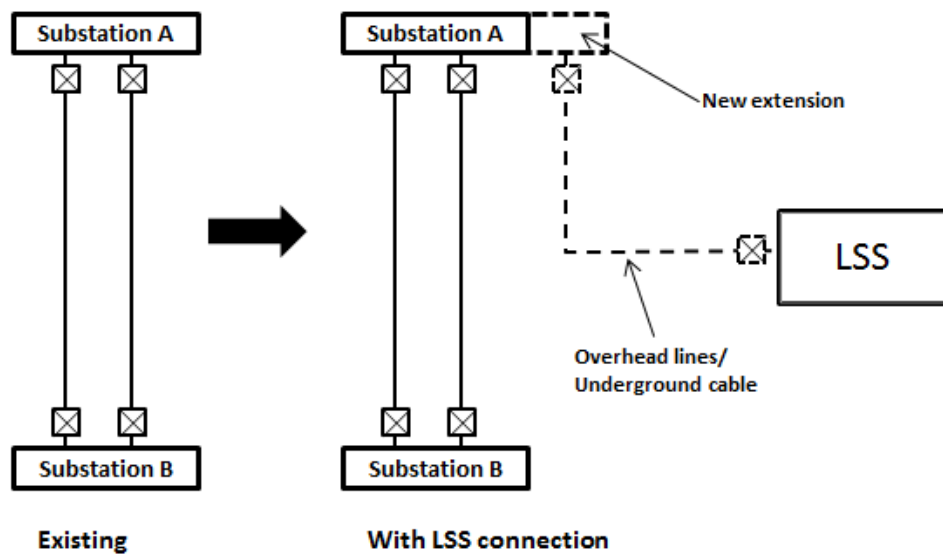 Substation A
Substation A
New extension
LSS
Overhead lines/
Underground cable
Substation B
Substation B
Existing
With LSS connection